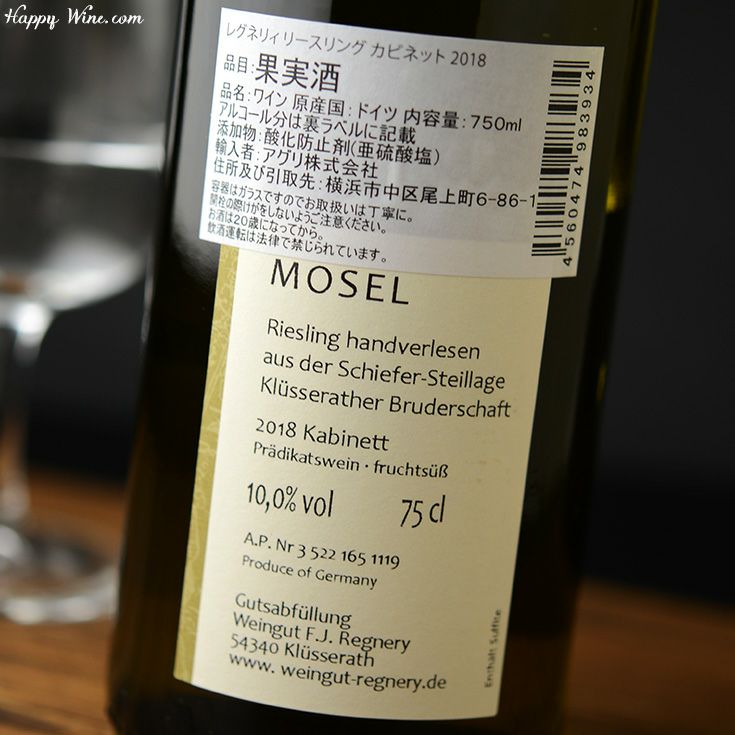 Happy Wine.com
レグネリィ リースリング カビネット 2018
品目:果実酒
品名:ワイン 原産国:ドイツ 内容量:750ml
アルコール分は裏ラベルに記載
添加物:酸化防止剤(亜硫酸塩)
輸入者:アグリ株式会社
住所及び引取先:横浜市中区尾上町6-86-1
容器はガラスですのでお取扱いは丁寧に。
開栓の際けがをしないようご注意ください。
お酒は20歳になってから。
飲酒運転は法律で禁じられています。
4 560474 983934
MOSEL
Riesling handverlesen
aus der Schiefer-Steillage
Klüsserather Bruderschaft
2018 Kabinett
Prädikatswein · fruchtsüß
10,0% vol 75 cl
A.P. Nr 3 522 165 1119
Produce of Germany
Gutsabfüllung
Weingut F.J. Regnery
54340 Klüsserath
www. weingut-regnery.de
Enthält Sulfite